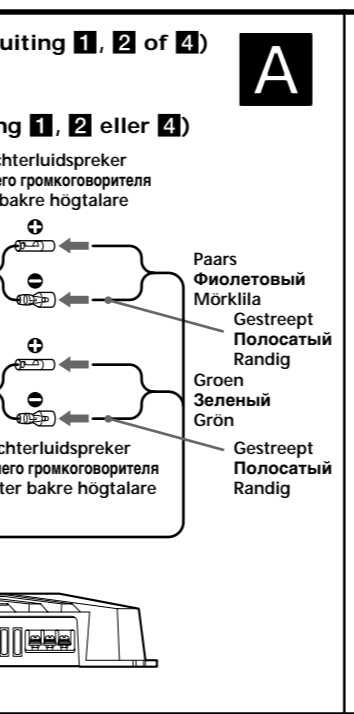 uiting 1, 2 of 4)
A
ng 1, 2 eller 4)
chterluidspreker
его громкоговорителя
bakre högtalare
+
−
Paars
Фиолетовый
Mörklila
Gestreept
Полосатый
Randig
+
−
Groen
Зеленый
Grön
Gestreept
Полосатый
Randig
chterluidspreker
него громкоговорителя
ter bakre högtalare